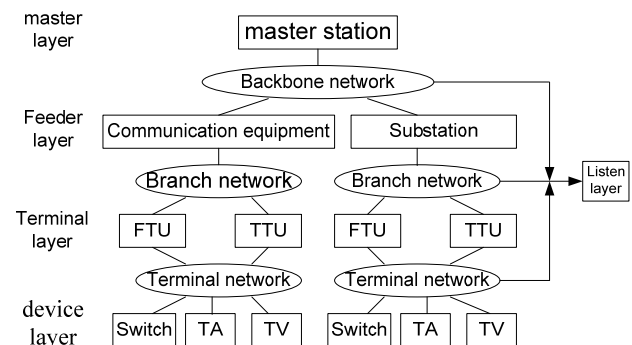 master
layer
master station
Backbone network
Feeder
layer
Communication equipment
Substation
Branch network
Branch network
Listen
layer
Terminal
layer
FTU
TTU
FTU
TTU
Terminal network
Terminal network
device
layer
Switch
TA
TV
Switch
TA
TV